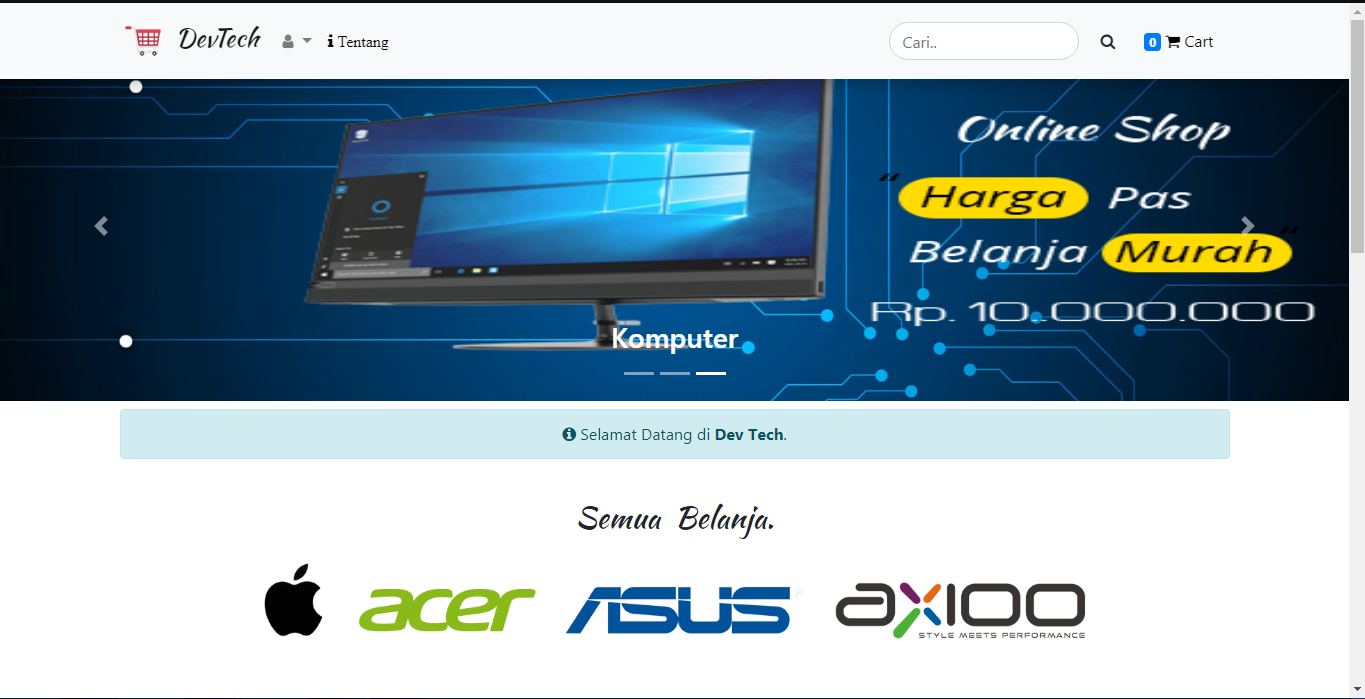 DevTech
Tentang
Cari..
0 Cart
Online Shop
“ Harga Pas
Belanja Murah ”
Rp. 10.000.000
Komputer
Selamat Datang di Dev Tech.
Semua Belanja.
acer
ASUS
axioo
STYLE MEETS PERFORMANCE